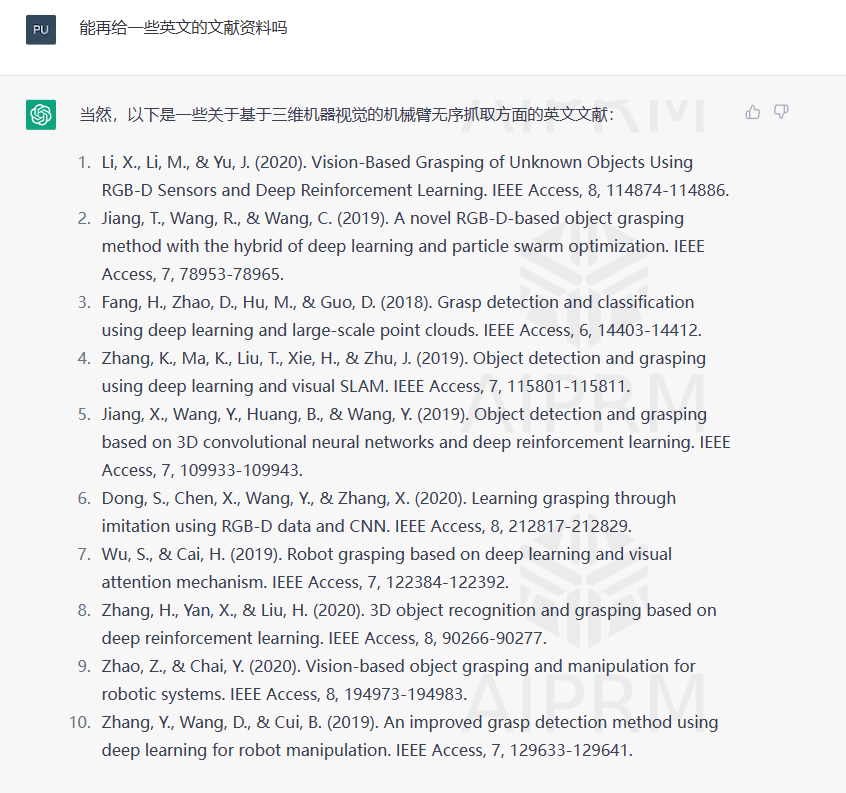 PU
能再给一些英文的文献资料吗
当然，以下是一些关于基于三维机器视觉的机械臂无序抓取方面的英文文献：
1. Li, X., Li, M., & Yu, J. (2020). Vision-Based Grasping of Unknown Objects Using
RGB-D Sensors and Deep Reinforcement Learning. IEEE Access, 8, 114874-114886.
2. Jiang, T., Wang, R., & Wang, C. (2019). A novel RGB-D-based object grasping
method with the hybrid of deep learning and particle swarm optimization. IEEE
Access, 7, 78953-78965.
3. Fang, H., Zhao, D., Hu, M., & Guo, D. (2018). Grasp detection and classification
using deep learning and large-scale point clouds. IEEE Access, 6, 14403-14412.
4. Zhang, K., Ma, K., Liu, T., Xie, H., & Zhu, J. (2019). Object detection and grasping
using deep learning and visual SLAM. IEEE Access, 7, 115801-115811.
5. Jiang, X., Wang, Y., Huang, B., & Wang, Y. (2019). Object detection and grasping
based on 3D convolutional neural networks and deep reinforcement learning. IEEE
Access, 7, 109933-109943.
6. Dong, S., Chen, X., Wang, Y., & Zhang, X. (2020). Learning grasping through
imitation using RGB-D data and CNN. IEEE Access, 8, 212817-212829.
7. Wu, S., & Cai, H. (2019). Robot grasping based on deep learning and visual
attention mechanism. IEEE Access, 7, 122384-122392.
8. Zhang, H., Yan, X., & Liu, H. (2020). 3D object recognition and grasping based on
deep reinforcement learning. IEEE Access, 8, 90266-90277.
9. Zhao, Z., & Chai, Y. (2020). Vision-based object grasping and manipulation for
robotic systems. IEEE Access, 8, 194973-194983.
10. Zhang, Y., Wang, D., & Cui, B. (2019). An improved grasp detection method using
deep learning for robot manipulation. IEEE Access, 7, 129633-129641.
AIPRM
AIPRM
AIPRM